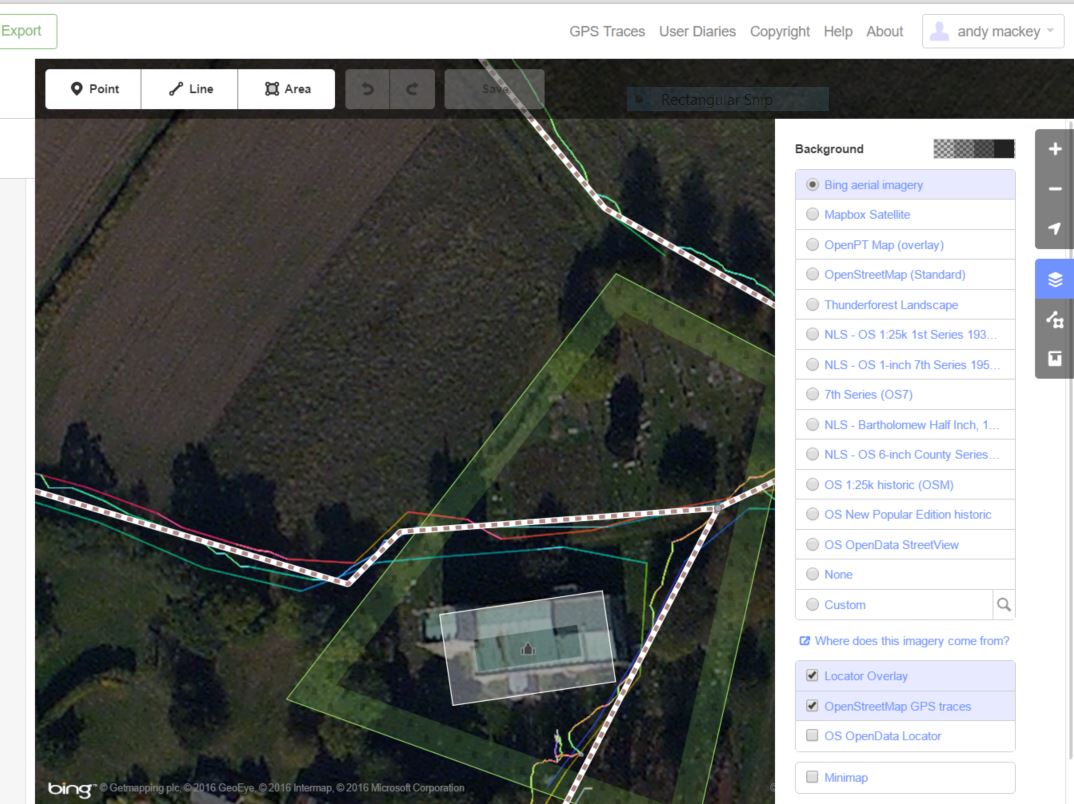 Export
GPS Traces User Diaries Copyright Help About andy mackey
Point Line Area Save
Rectangular Snip
Background
Bing aerial imagery
Mapbox Satellite
OpenPT Map (overlay)
OpenStreetMap (Standard)
Thunderforest Landscape
NLS - OS 1:25k 1st Series 193...
NLS - OS 1-inch 7th Series 195...
7th Series (OS7)
NLS - Bartholomew Half Inch, 1...
NLS - OS 6-inch County Series...
OS 1:25k historic (OSM)
OS New Popular Edition historic
OS OpenData StreetView
None
Custom
Where does this imagery come from?
Locator Overlay
OpenStreetMap GPS traces
OS OpenData Locator
Minimap
bing © Getmapping plc, © 2016 GeoEye, © 2016 Intermap, © 2016 Microsoft Corporation